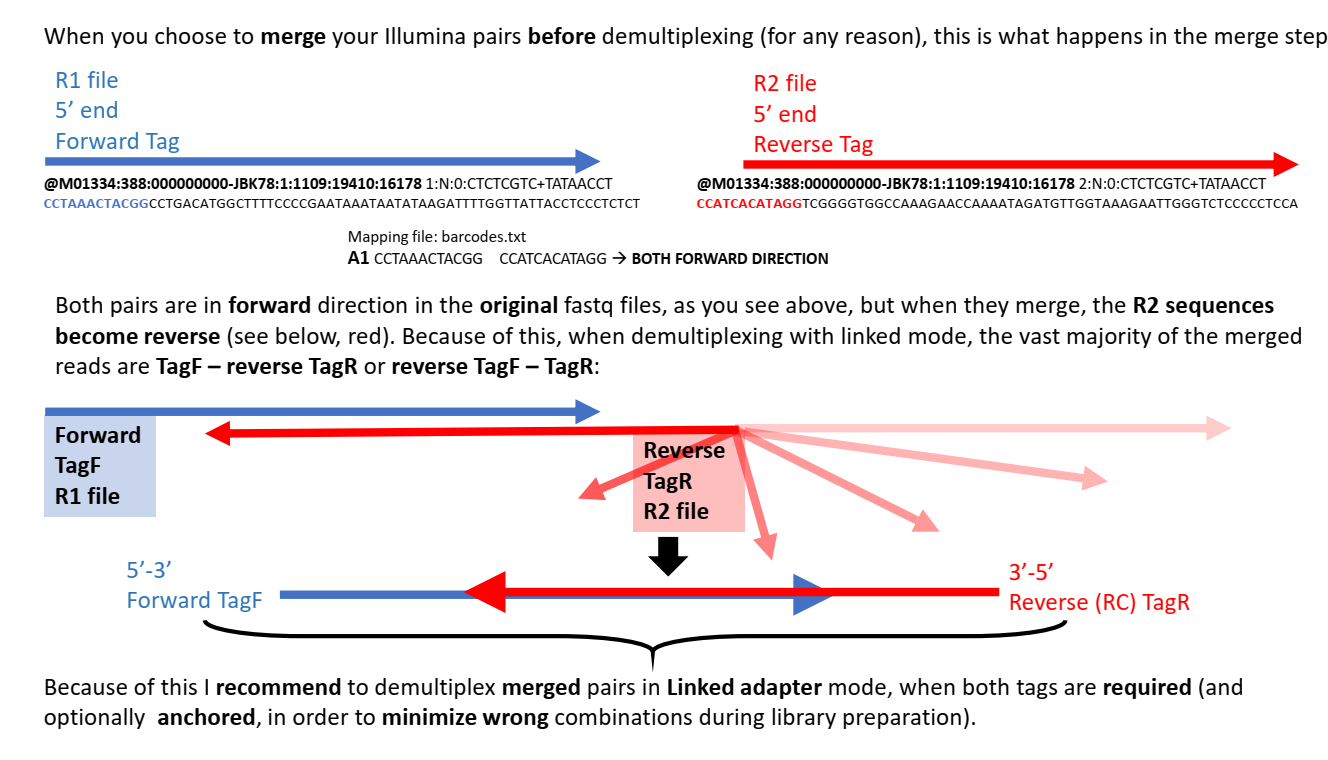 When you choose to merge your Illumina pairs before demultiplexing (for any reason), this is what happens in the merge step
R1 file
5’ end
Forward Tag
R2 file
5’ end
Reverse Tag
@M01334:388:000000000-JBK78:1:1109:19410:16178 1:N:0:CTCTCGTC+TATAACCT
CCTAAACTACGGCCTGACATGGCTTTTCCCCGAATAAATAATATAAGATTTTGGTTATTACCTCCCTCTCT
@M01334:388:000000000-JBK78:1:1109:19410:16178 2:N:0:CTCTCGTC+TATAACCT
CCATCACATAGGTCGGGGTGGCCAAAGAACCAAAATAGATGTTGGTAAAGAATTGGGTCTCCCCCTCCA
Mapping file: barcodes.txt
A1 CCTAAACTACGG CCATCACATAGG → BOTH FORWARD DIRECTION
Both pairs are in forward direction in the original fastq files, as you see above, but when they merge, the R2 sequences
become reverse (see below, red). Because of this, when demultiplexing with linked mode, the vast majority of the merged
reads are TagF – reverse TagR or reverse TagF – TagR:
Forward
TagF
R1 file
Reverse
TagR
R2 file
5’-3’
Forward TagF
3’-5’
Reverse (RC) TagR
Because of this I recommend to demultiplex merged pairs in Linked adapter mode, when both tags are required (and
optionally anchored, in order to minimize wrong combinations during library preparation).